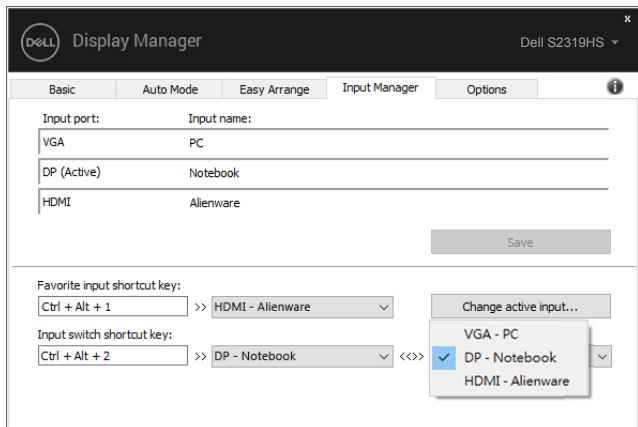 x
DELL Display Manager Dell S2319HS
Basic Auto Mode Easy Arrange Input Manager Options i
Input port: Input name:
VGA PC
DP (Active) Notebook
HDMI Alienware
Save
Favorite input shortcut key:
Ctrl + Alt + 1 >> HDMI - Alienware Change active input...
Input switch shortcut key:
Ctrl + Alt + 2 >> DP - Notebook <<>>
VGA - PC
DP - Notebook
HDMI - Alienware